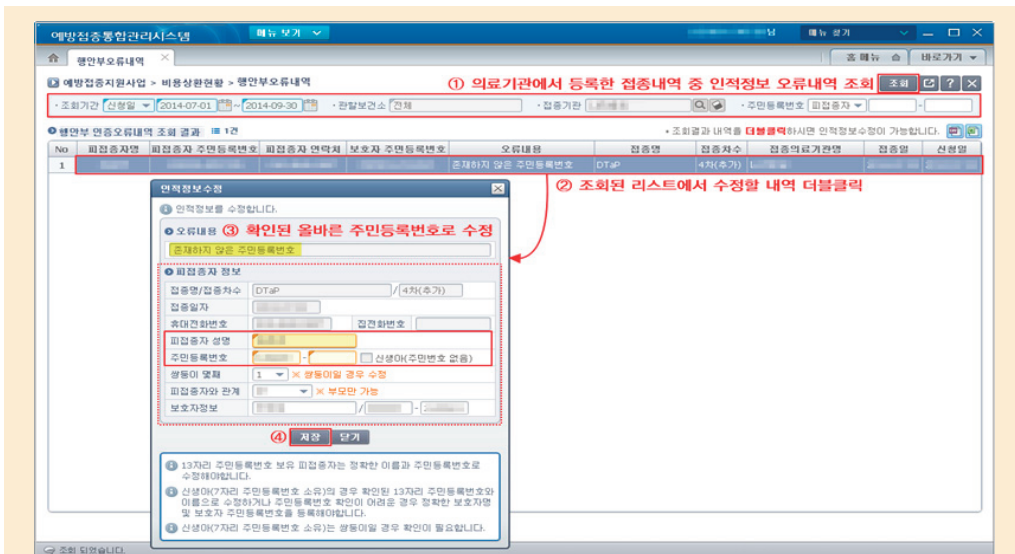 예방접종통합관리시스템 메뉴 보기 님 메뉴 찾기
행안부오류내역 홈 메뉴 바로가기
예방접종지원사업 > 비용상환현황 > 행안부오류내역 ① 의료기관에서 등록한 접종내역 중 인적정보 오류내역 조회 조회
· 조회기간 신청일 2014-07-01 ~ 2014-09-30 · 관할보건소 전체 · 접종기관 · 주민등록번호 피접종자 -
행안부 인증오류내역 조회 결과 1건 • 조회결과 내역을 더블클릭하시면 인적정보수정이 가능합니다.
No 피접종자명 피접종자 주민등록번호 피접종자 연락처 보호자 주민등록번호 오류내용 접종명 접종차수 접종의료기관명 접종일 신청일
1 존재하지 않은 주민등록번호 DTaP 4차(추가)
② 조회된 리스트에서 수정할 내역 더블클릭
인적정보수정
인적정보를 수정합니다.
오류내용 ③ 확인된 올바른 주민등록번호로 수정
존재하지 않은 주민등록번호
피접종자 정보
접종명/접종차수 DTaP / 4차(추가)
접종일자
휴대전화번호 집전화번호
피접종자 성명
주민등록번호 - 신생아(주민번호 없음)
쌍둥이 몇째 1 ※ 쌍둥이일 경우 수정
피접종자와 관계 ※ 부모만 가능
보호자정보 / -
④ 저장 닫기
13자리 주민등록번호 보유 피접종자는 정확한 이름과 주민등록번호로
수정해야합니다.
신생아(7자리 주민등록번호 소유)의 경우 확인된 13자리 주민등록번호와
이름으로 수정하거나 주민등록번호 확인이 어려운 경우 정확한 보호자명
및 보호자 주민등록번호을 등록해야합니다.
신생아(7자리 주민등록번호 소유)는 쌍둥이일 경우 확인이 필요합니다.
조회 되었습니다.